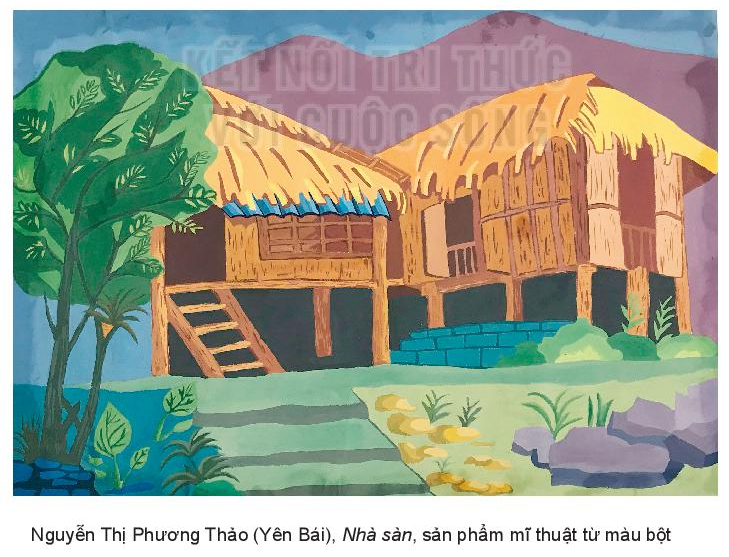 KẾT NỐI TRI THỨC
VỚI CUỘC SỐNG
Nguyễn Thị Phương Thảo (Yên Bái), Nhà sàn, sản phẩm mĩ thuật từ màu bột